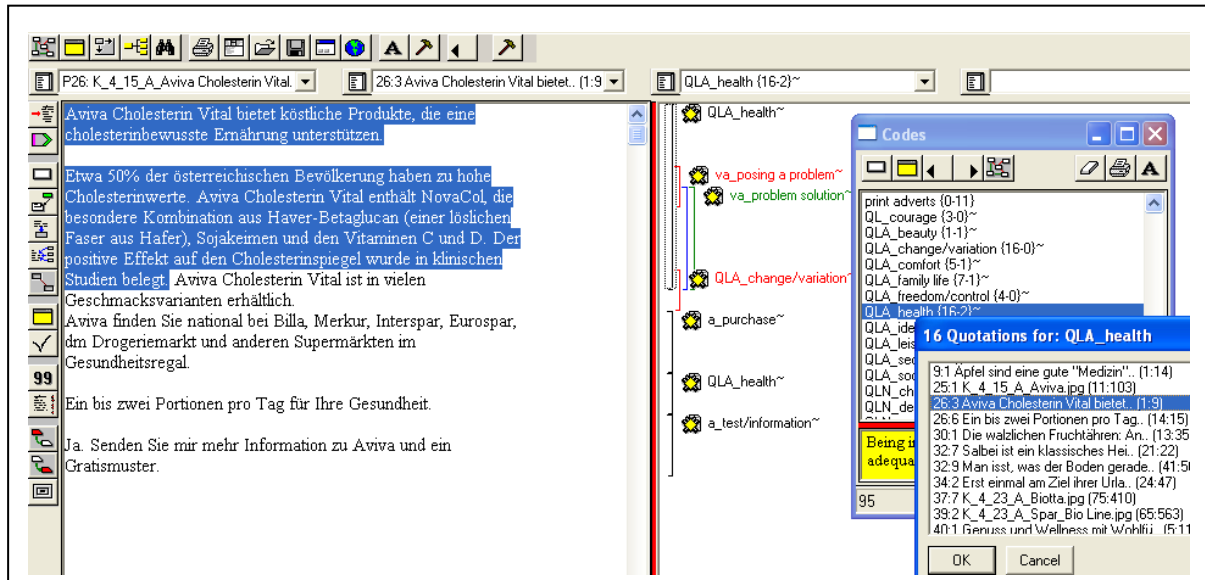 P26: K_4_15_A_Aviva Cholesterin Vital.
26:3 Aviva Cholesterin Vital bietet.. (1:9
QLA_health {16-2}~
Aviva Cholesterin Vital bietet köstliche Produkte, die eine
cholesterinbewusste Ernährung unterstützen.
Etwa 50% der österreichischen Bevölkerung haben zu hohe
Cholesterinwerte. Aviva Cholesterin Vital enthält NovaCol, die
besondere Kombination aus Haver-Betaglucan (einer löslichen
Faser aus Hafer), Sojakeimen und den Vitaminen C und D. Der
positive Effekt auf den Cholesterinspiegel wurde in klinischen
Studien belegt. Aviva Cholesterin Vital ist in vielen
Geschmacksvarianten erhältlich.
Aviva finden Sie national bei Billa, Merkur, Interspar, Eurospar,
dm Drogeriemarkt und anderen Supermärkten im
Gesundheitsregal.
Ein bis zwei Portionen pro Tag für Ihre Gesundheit.
Ja. Senden Sie mir mehr Information zu Aviva und ein
Gratismuster.
99
QLA_health~
va_posing a problem~
va_problem solution~
QLA_change/variation~
a_purchase~
QLA_health~
a_test/information~
Codes
A
print adverts {0-11}
QL_courage {3-0}~
QLA_beauty {1-1}~
QLA_change/variation {16-0}~
QLA_comfort {5-1}~
QLA_family life {7-1}~
QLA_freedom/control {4-0}~
QLA_health {16-2}~
QLA_ide
QLA_leis
QLA_sec
QLA_soc
QLN_ch
QLN_de
Being i
adequa
95
16 Quotations for: QLA_health
9:1 Äpfel sind eine gute "Medizin".. (1:14)
25:1 K_4_15_A_Aviva.jpg (11:103)
26:3 Aviva Cholesterin Vital bietet.. (1:9)
26:6 Ein bis zwei Portionen pro Tag.. (14:15)
30:1 Die walzlichen Fruchtähren: An.. (13:35
32:7 Salbei ist ein klassisches Hei.. (21:22)
32:9 Man isst, was der Boden gerade.. (41:50
34:2 Erst einmal am Ziel ihrer Urla.. (24:47)
37:7 K_4_23_A_Biotta.jpg (75:410)
39:2 K_4_23_A_Spar_Bio Line.jpg (65:563)
40:1 Genuss und Wellness mit Wohlfü.. (5:11
OK
Cancel